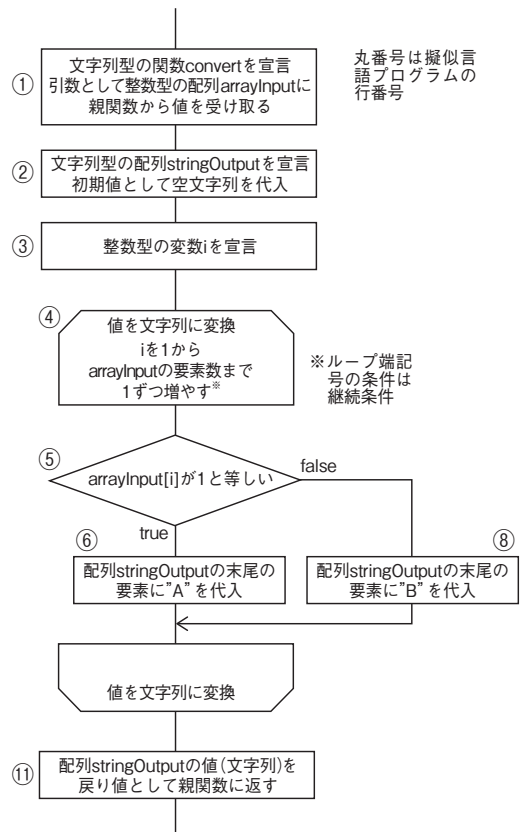 ①
文字列型の関数convertを宣言
引数として整数型の配列arrayInputに
親関数から値を受け取る
丸番号は擬似言
語プログラムの
行番号
②
文字列型の配列stringOutputを宣言
初期値として空文字列を代入
③
整数型の変数iを宣言
④
値を文字列に変換
iを1から
arrayInputの要素数まで
1ずつ増やす※
※ループ端記
号の条件は
継続条件
⑤
arrayInput[i]が1と等しい
false
true
⑥
配列stringOutputの末尾の
要素に”A” を代入
⑧
配列stringOutputの末尾の
要素に”B” を代入
値を文字列に変換
⑪
配列stringOutputの値(文字列)を
戻り値として親関数に返す